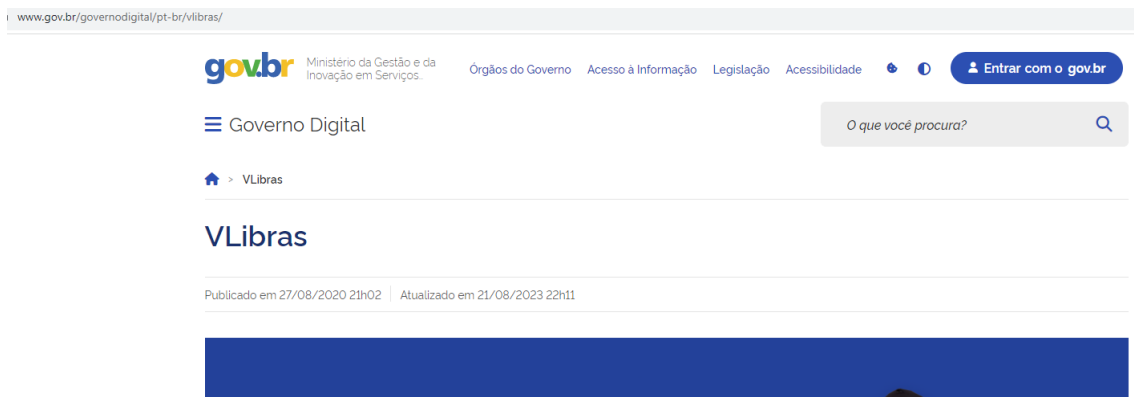 www.gov.br/governodigital/pt-br/vlibras/
gov.br
Ministério da Gestão e da
Inovação em Serviços..
Órgãos do Governo Acesso à Informação Legislação Acessibilidade
Entrar com o gov.br
Governo Digital
O que você procura?
> VLibras
VLibras
Publicado em 27/08/2020 21h02 Atualizado em 21/08/2023 22h11